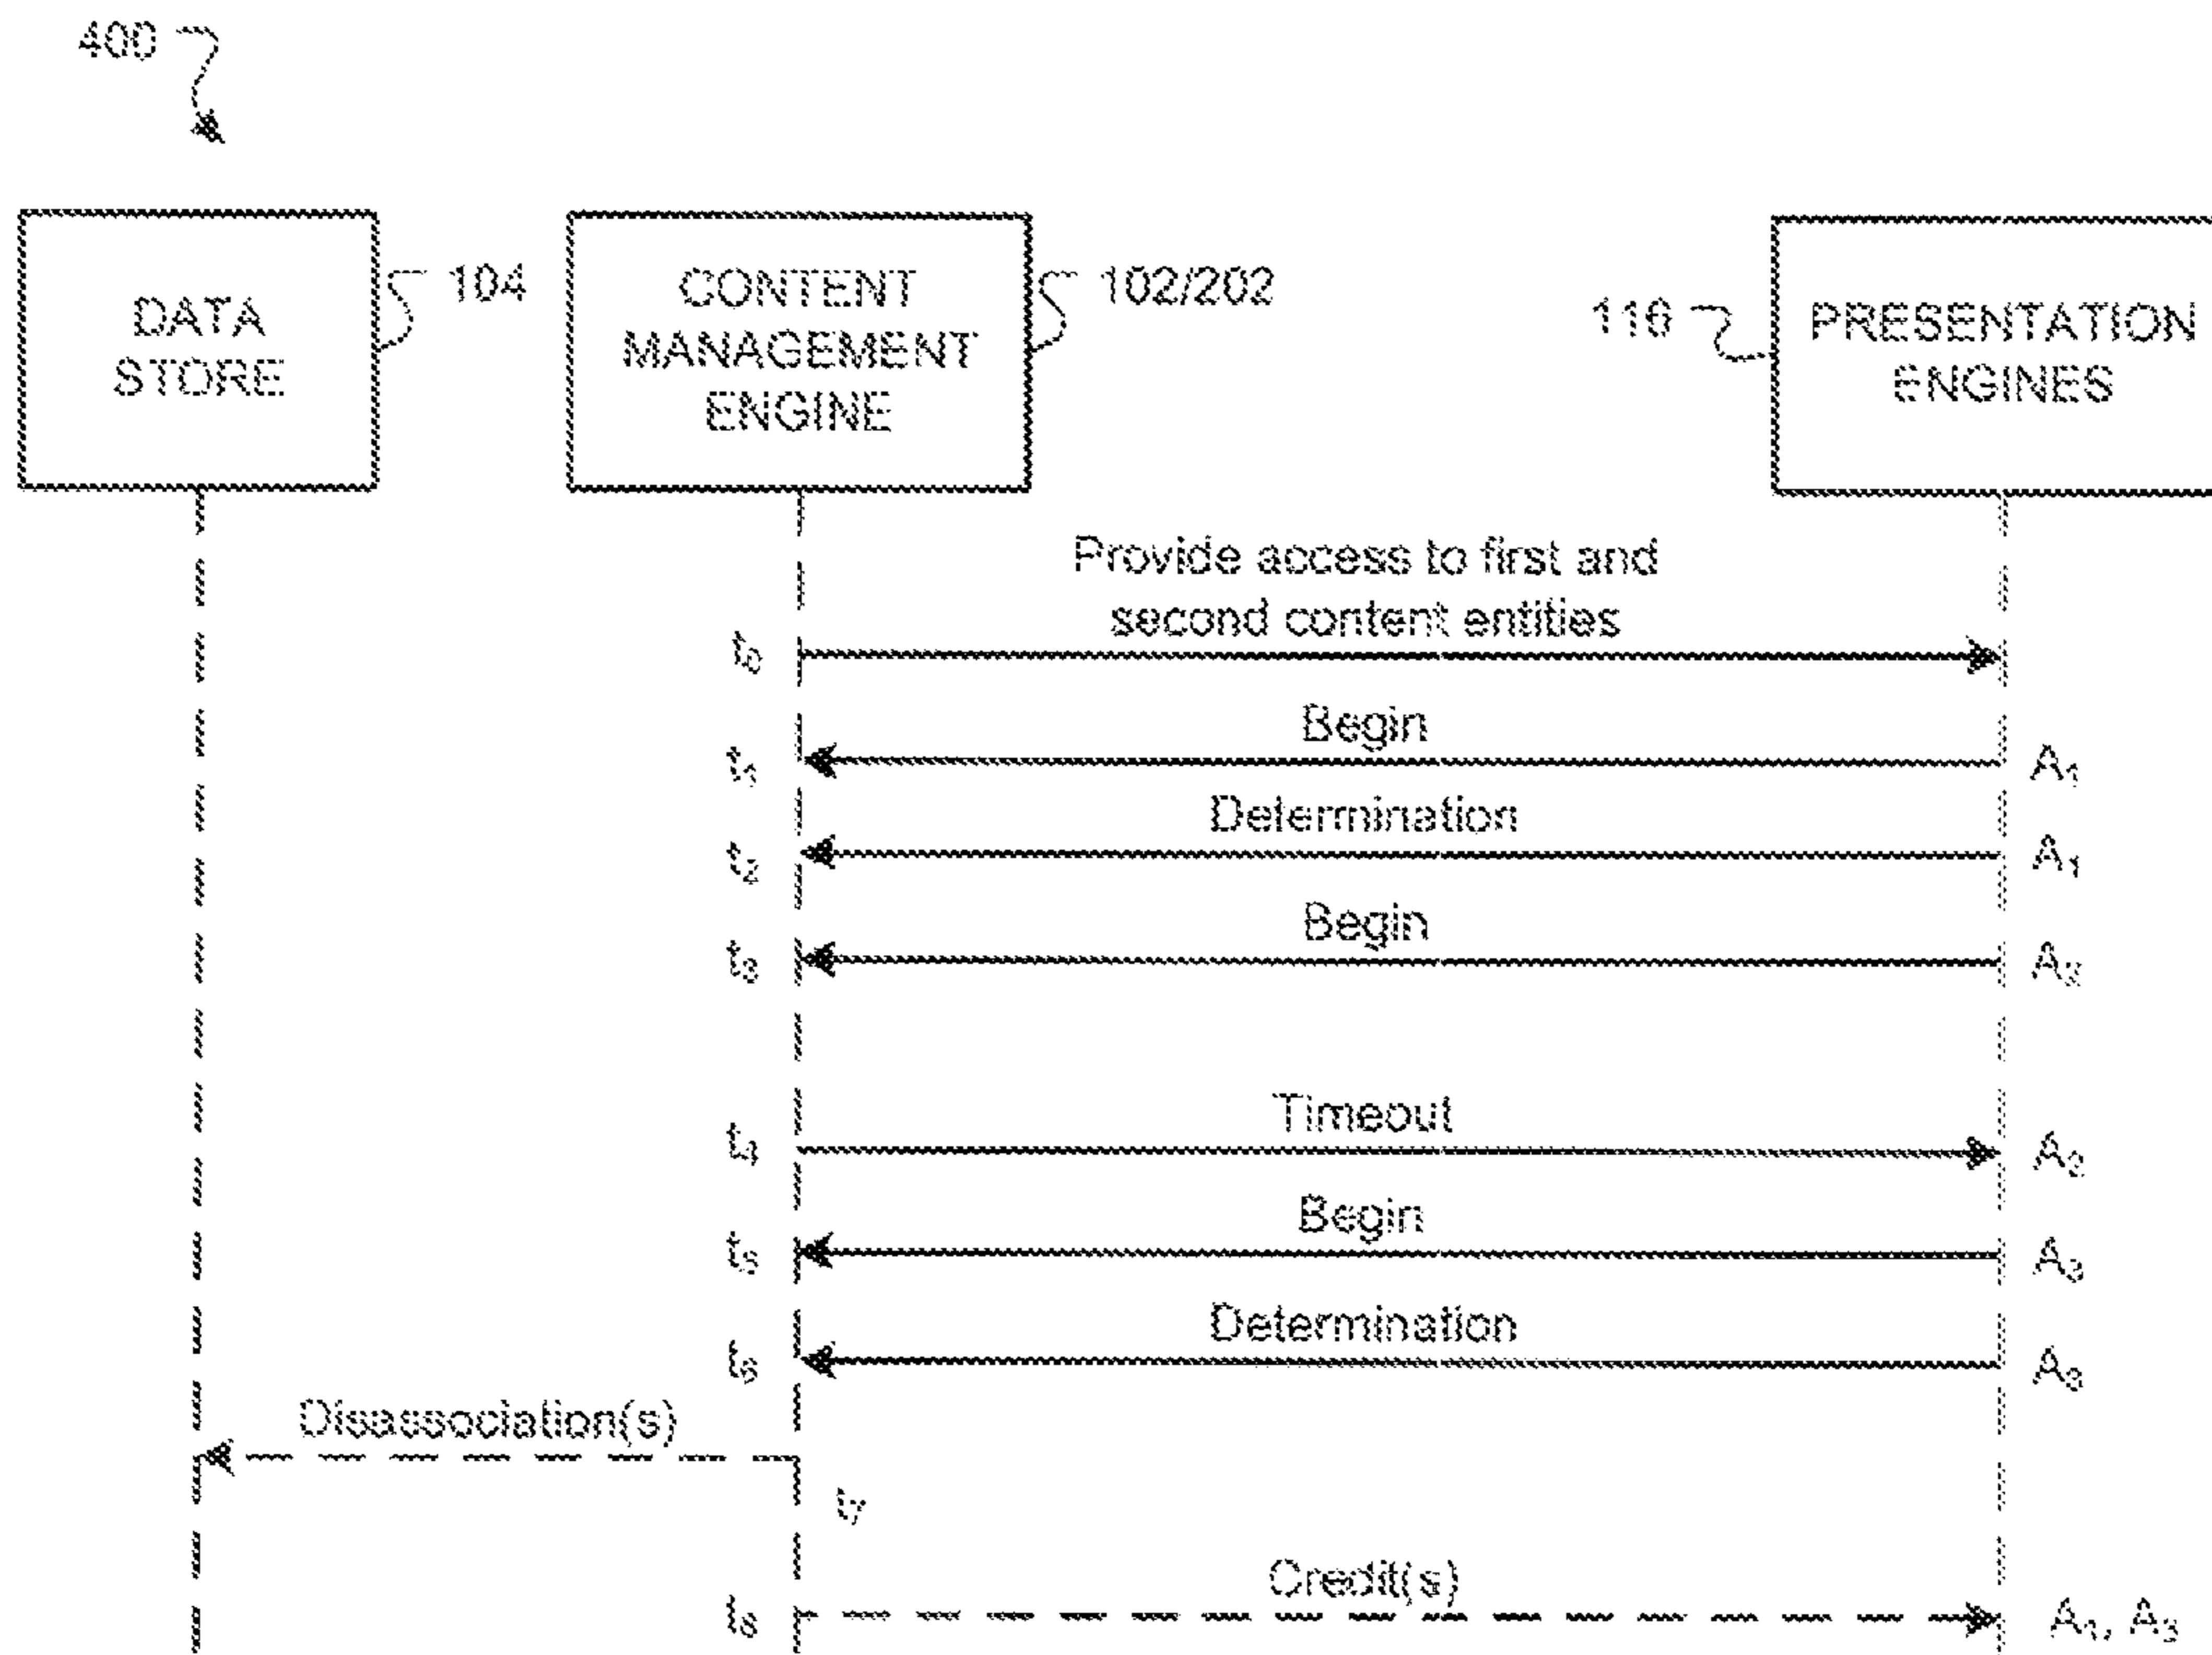 400
DATA
STORE
104
CONTENT
MANAGEMENT
ENGINE
102/202
110
PRESENTATION
ENGINES
Provide access to first and
second content entities
t0
Begin
t1
A1
Determination
t2
A1
Begin
t3
A2
Timeout
t4
A2
Begin
t5
A3
Determination
t6
A3
Disassociation(s)
t7
Credit(s)
t8
A1, A3